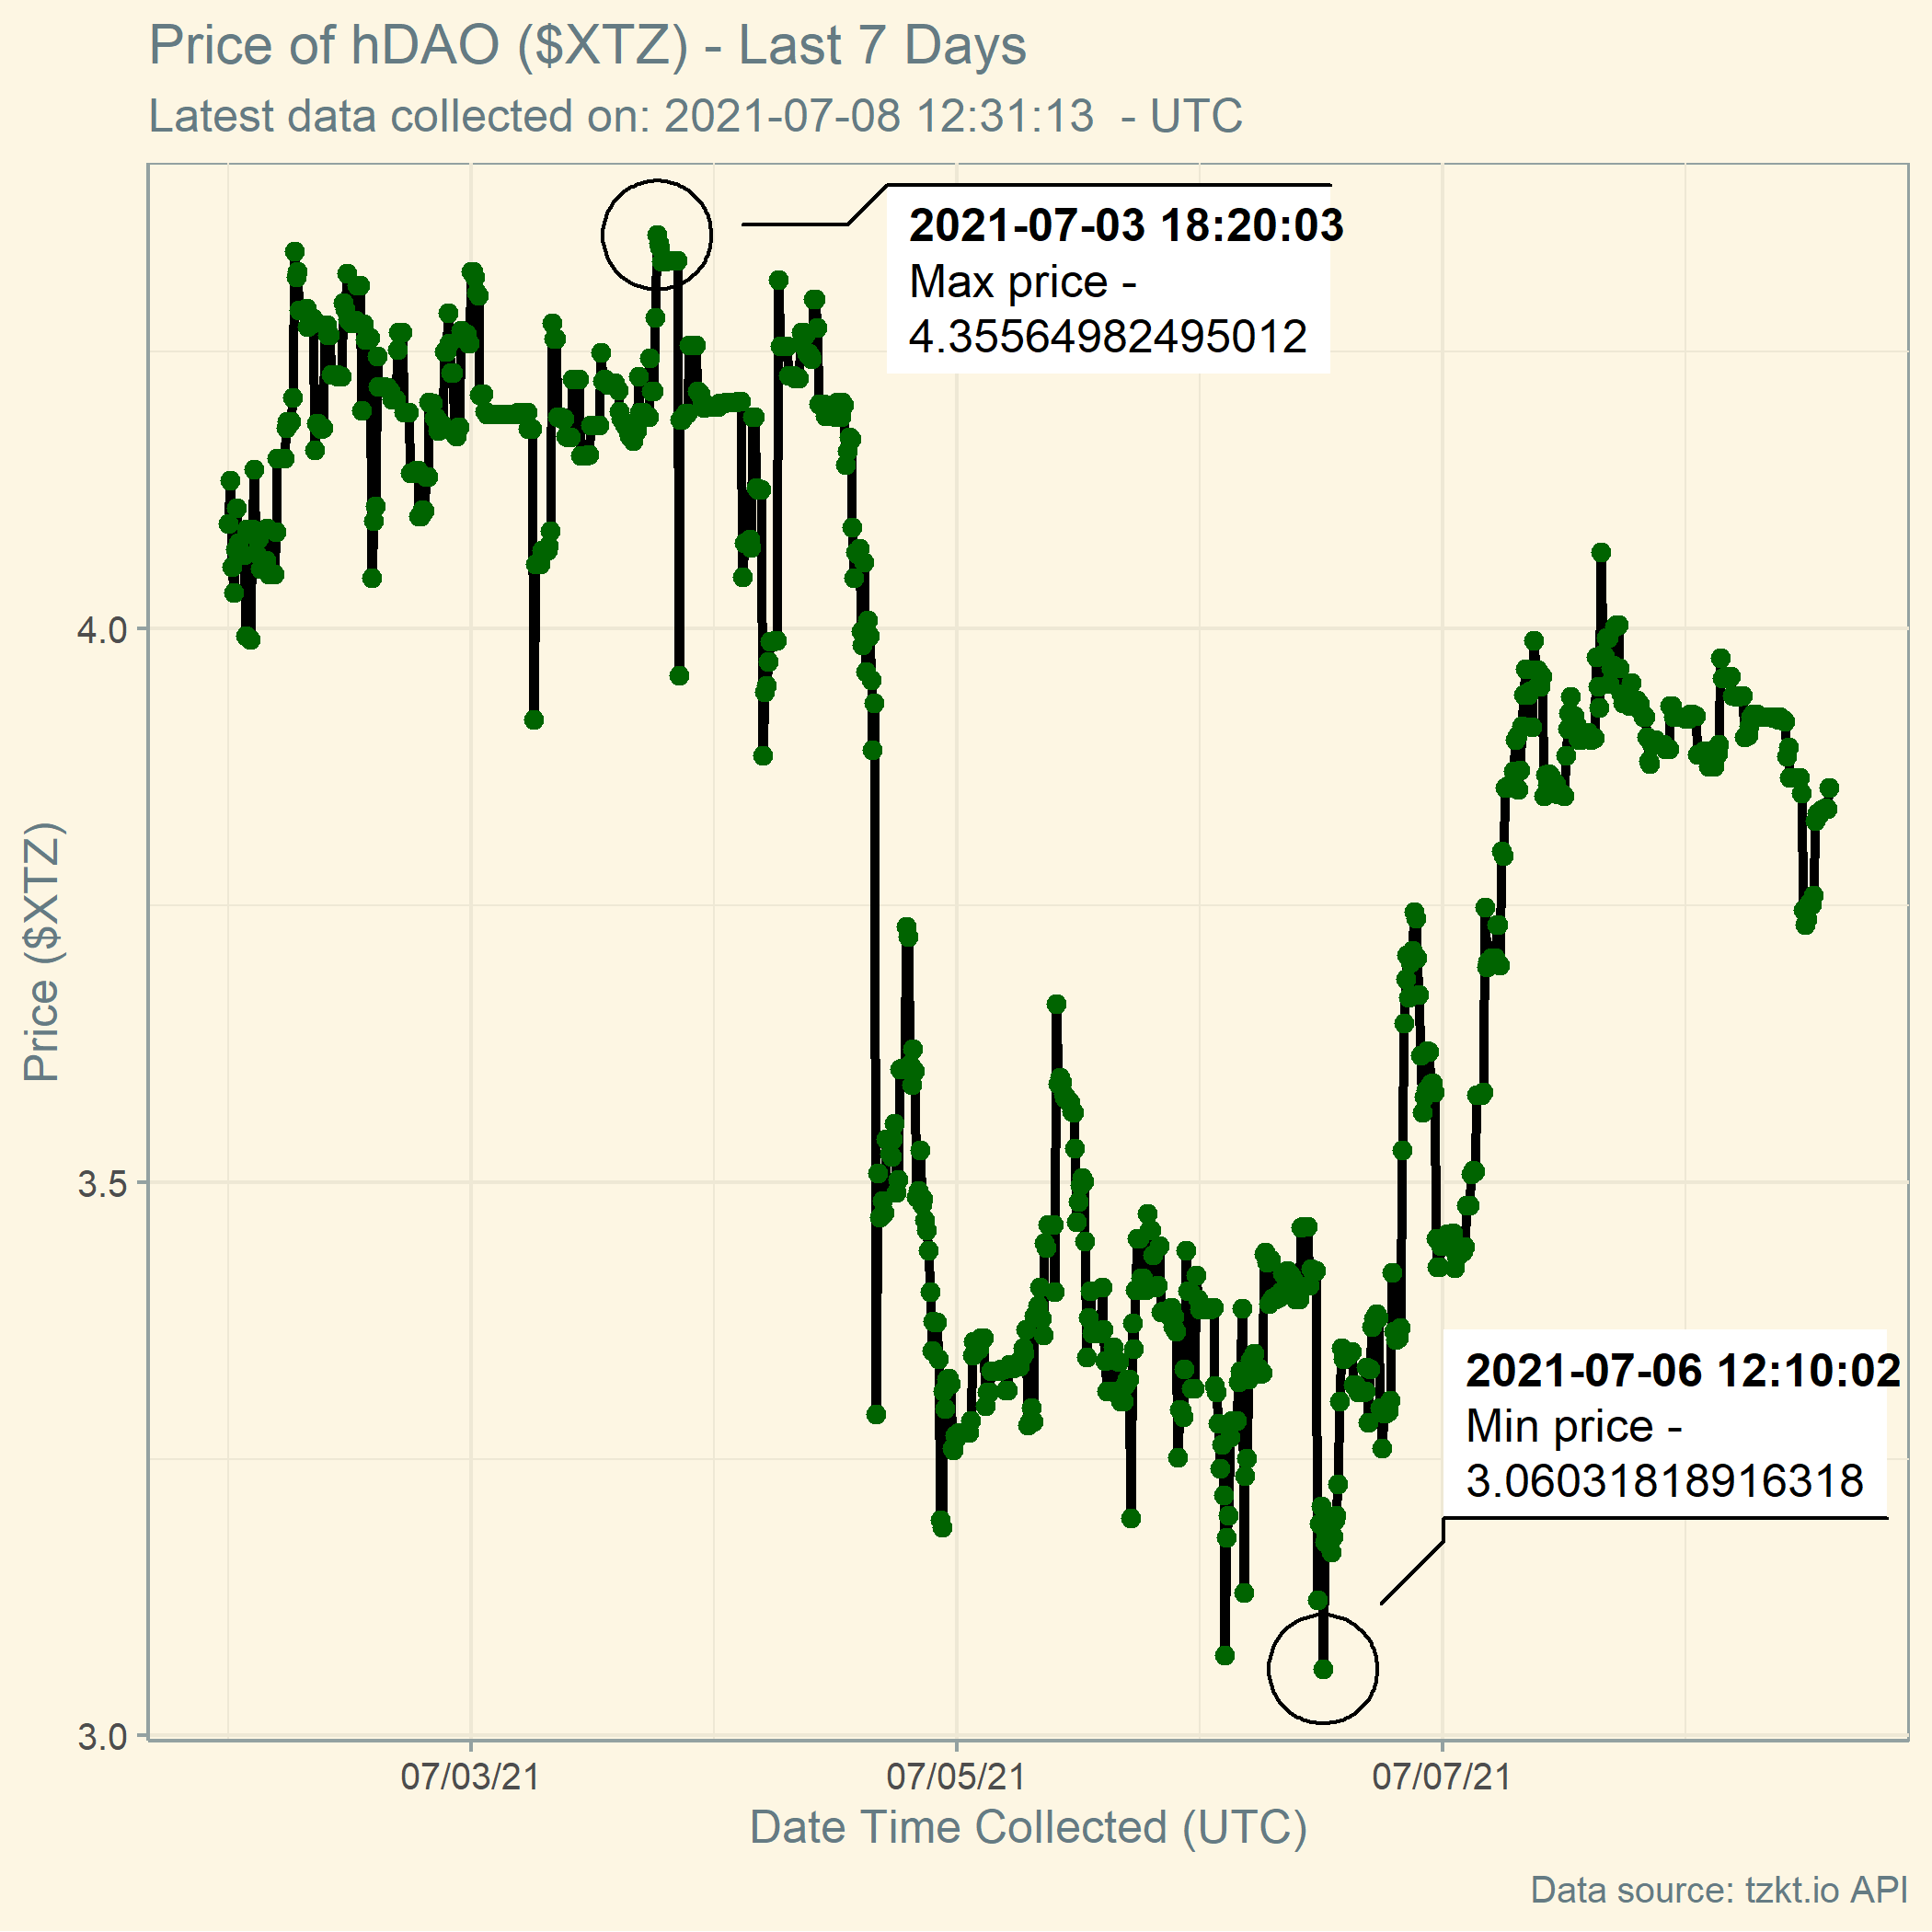 Price of hDAO ($XTZ) - Last 7 Days
Latest data collected on: 2021-07-08 12:31:13  - UTC
2021-07-03 18:20:03
Max price -
4.35564982495012
4.0
3.5
3.0
Price ($XTZ)
2021-07-06 12:10:02
Min price -
3.06031818916318
07/03/21
07/05/21
07/07/21
Date Time Collected (UTC)
Data source: tzkt.io API